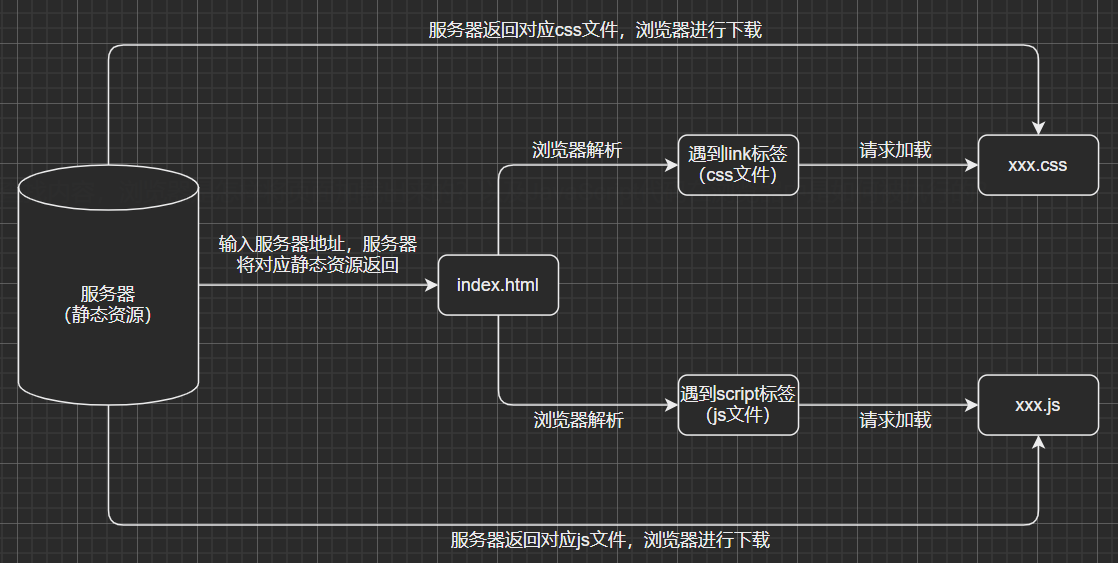 服务器返回对应css文件，浏览器进行下载
浏览器解析
遇到link标签
（css文件）
请求加载
xxx.css
输入服务器地址，服务器
将对应静态资源返回
服务器
（静态资源）
index.html
遇到script标签
（js文件）
浏览器解析
请求加载
xxx.js
服务器返回对应js文件，浏览器进行下载